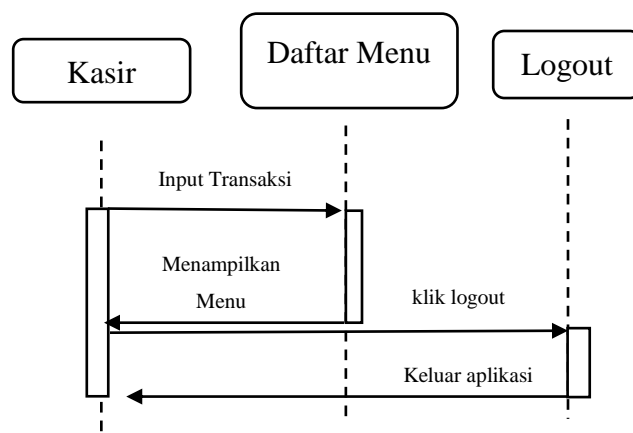 Kasir
Daftar Menu
Logout
Input Transaksi
Menampilkan
Menu
klik logout
Keluar aplikasi